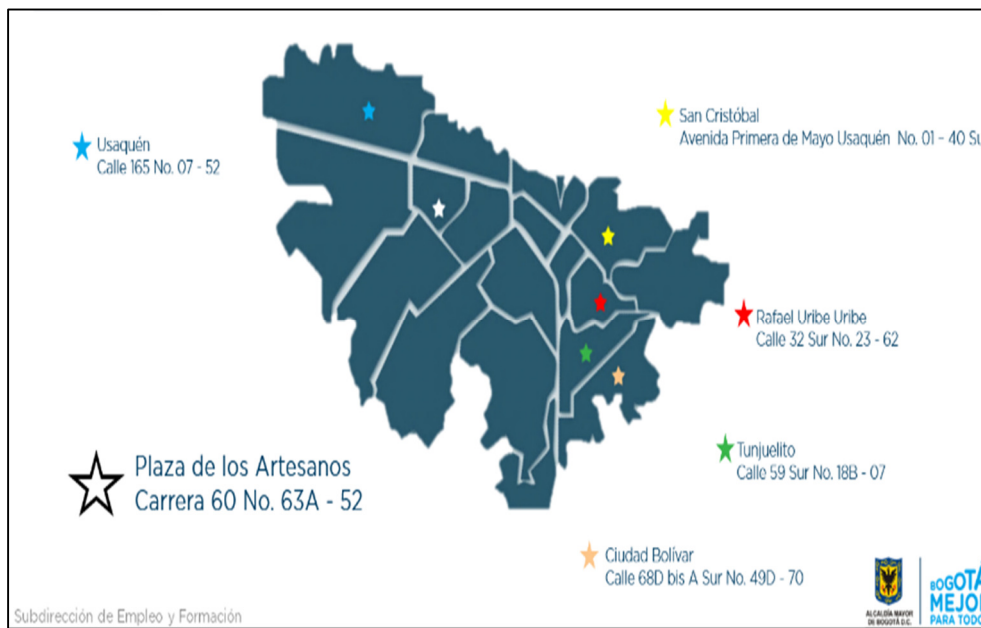 San Cristóbal
Avenida Primera de Mayo Usaquén No. 01 - 40 Su
Usaquén
Calle 165 No. 07 - 52
Rafael Uribe Uribe
Calle 32 Sur No. 23 - 62
Plaza de los Artesanos
Carrera 60 No. 63A - 52
Tunjuelito
Calle 59 Sur No. 18B - 07
Ciudad Bolívar
Calle 68D bis A Sur No. 49D - 70
Subdirección de Empleo y Formación
ALCALDÍA MAYOR
DE BOGOTÁ D.C.
BOGOTÁ
MEJOR
PARA TODO